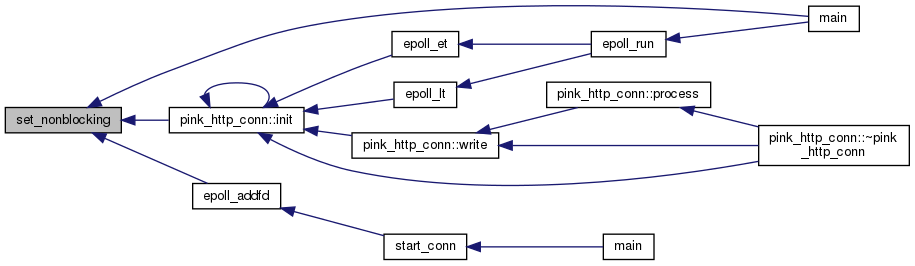 main
epoll_et
epoll_run
epoll_lt
pink_http_conn::process
set_nonblocking
pink_http_conn::init
pink_http_conn::write
pink_http_conn::~pink
_http_conn
epoll_addfd
start_conn
main